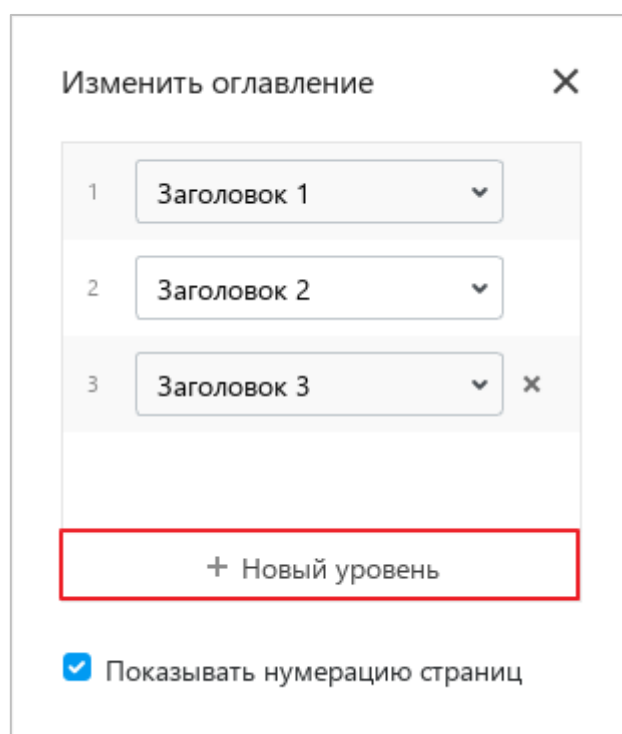 Изменить оглавление
1 Заголовок 1
2 Заголовок 2
3 Заголовок 3
+ Новый уровень
Показывать нумерацию страниц